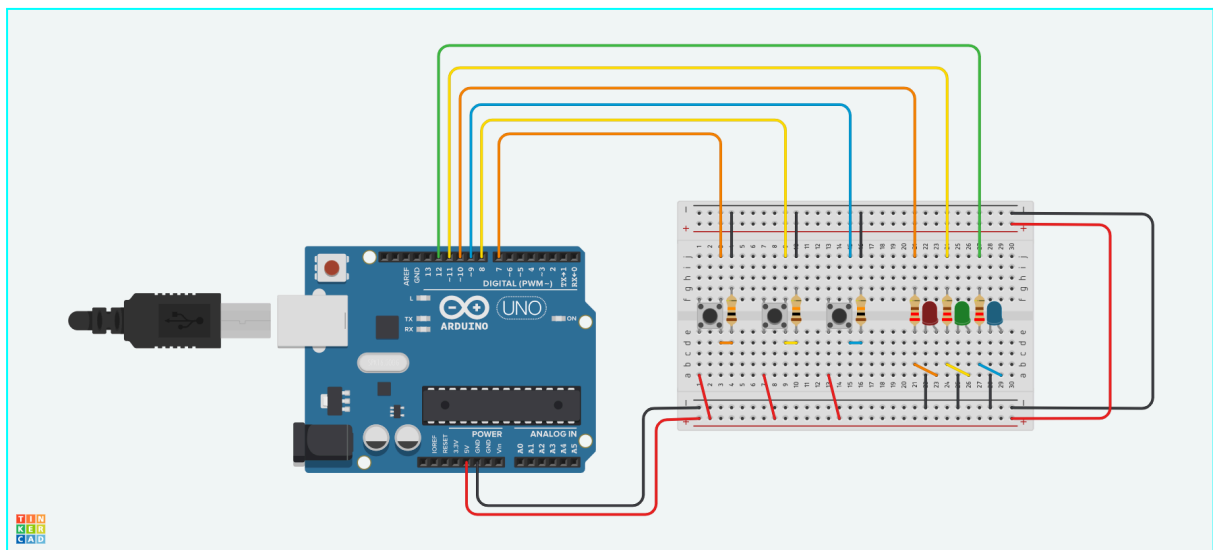 AREF
GND
13
12
~11
~10
~9
8
7
~6
~5
4
~3
2
TX→1
RX←0
DIGITAL (PWM~)
L
TX
RX
ARDUINO
UNO
ON
POWER
ANALOG IN
IOREF
RESET
3.3V
5V
GND
GND
Vin
A0
A1
A2
A3
A4
A5
TIN
KER
CAD